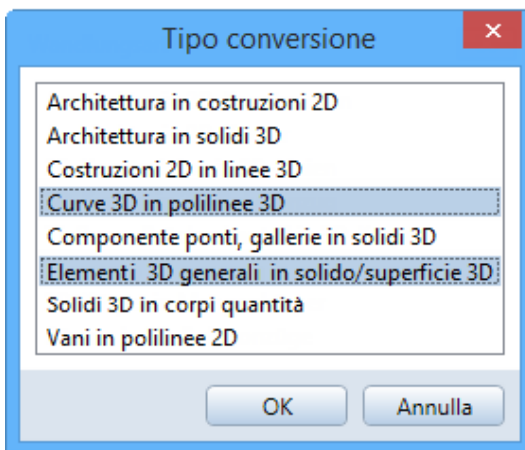 Tipo conversione
Architettura in costruzioni 2D
Architettura in solidi 3D
Costruzioni 2D in linee 3D
Curve 3D in polilinee 3D
Componente ponti, gallerie in solidi 3D
Elementi  3D generali  in solido/superficie 3D
Solidi 3D in corpi quantità
Vani in polilinee 2D
OK
Annulla